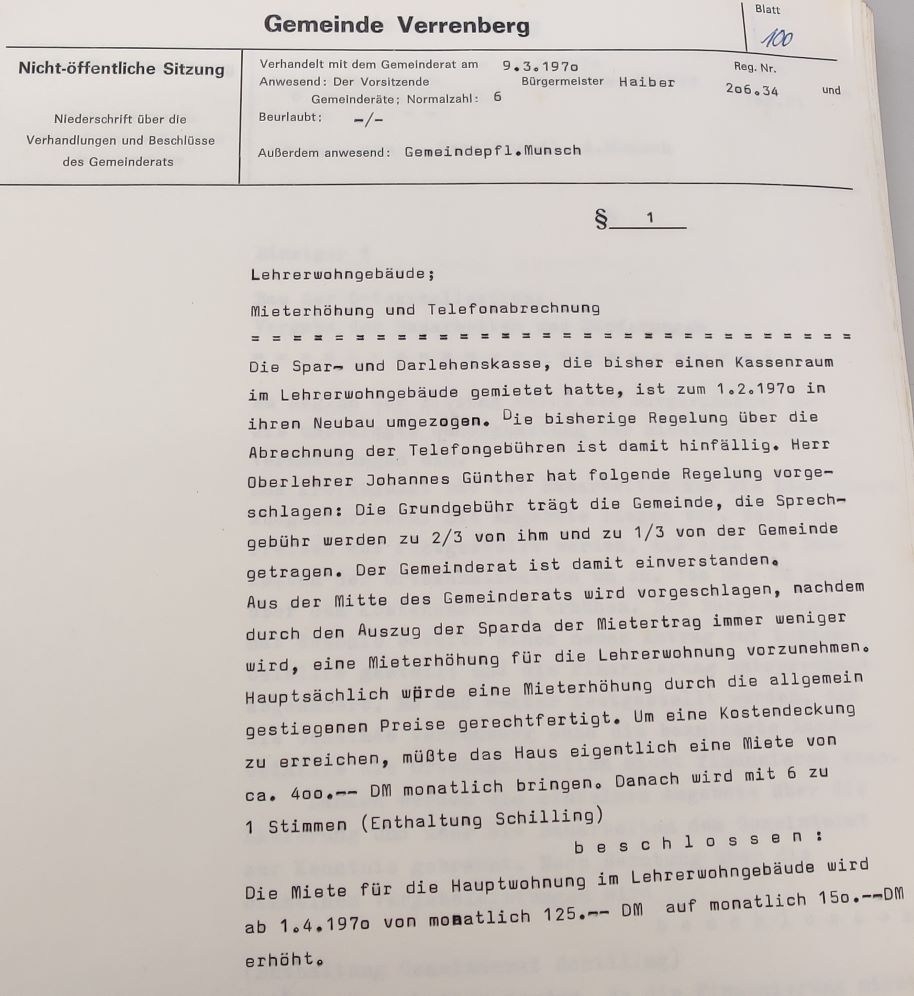 Gemeinde Verrenberg
Blatt
100
Nicht-öffentliche Sitzung
Niederschrift über die
Verhandlungen und Beschlüsse
des Gemeinderats
Verhandelt mit dem Gemeinderat am 9.3.1970
Anwesend: Der Vorsitzende Bürgermeister Haiber
Gemeinderäte; Normalzahl: 6
Beurlaubt: -/-
Außerdem anwesend: Gemeindepfl.Munsch
Reg. Nr.
206.34 und
§ 1
Lehrerwohngebäude;
Mieterhöhung und Telefonabrechnung
= = = = = = = = = = = = = = = = = = = = = = = = = = = = =
Die Spar- und Darlehenskasse, die bisher einen Kassenraum
im Lehrerwohngebäude gemietet hatte, ist zum 1.2.1970 in
ihren Neubau umgezogen. Die bisherige Regelung über die
Abrechnung der Telefongebühren ist damit hinfällig. Herr
Oberlehrer Johannes Günther hat folgende Regelung vorge-
schlagen: Die Grundgebühr trägt die Gemeinde, die Sprech-
gebühr werden zu 2/3 von ihm und zu 1/3 von der Gemeinde
getragen. Der Gemeinderat ist damit einverstanden.
Aus der Mitte des Gemeinderats wird vorgeschlagen, nachdem
durch den Auszug der Sparda der Mietertrag immer weniger
wird, eine Mieterhöhung für die Lehrerwohnung vorzunehmen.
Hauptsächlich würde eine Mieterhöhung durch die allgemein
gestiegenen Preise gerechtfertigt. Um eine Kostendeckung
zu erreichen, müßte das Haus eigentlich eine Miete von
ca. 400.-- DM monatlich bringen. Danach wird mit 6 zu
1 Stimmen (Enthaltung Schilling)
b e s c h l o s s e n :
Die Miete für die Hauptwohnung im Lehrerwohngebäude wird
ab 1.4.1970 von monatlich 125.-- DM auf monatlich 150.--DM
erhöht.